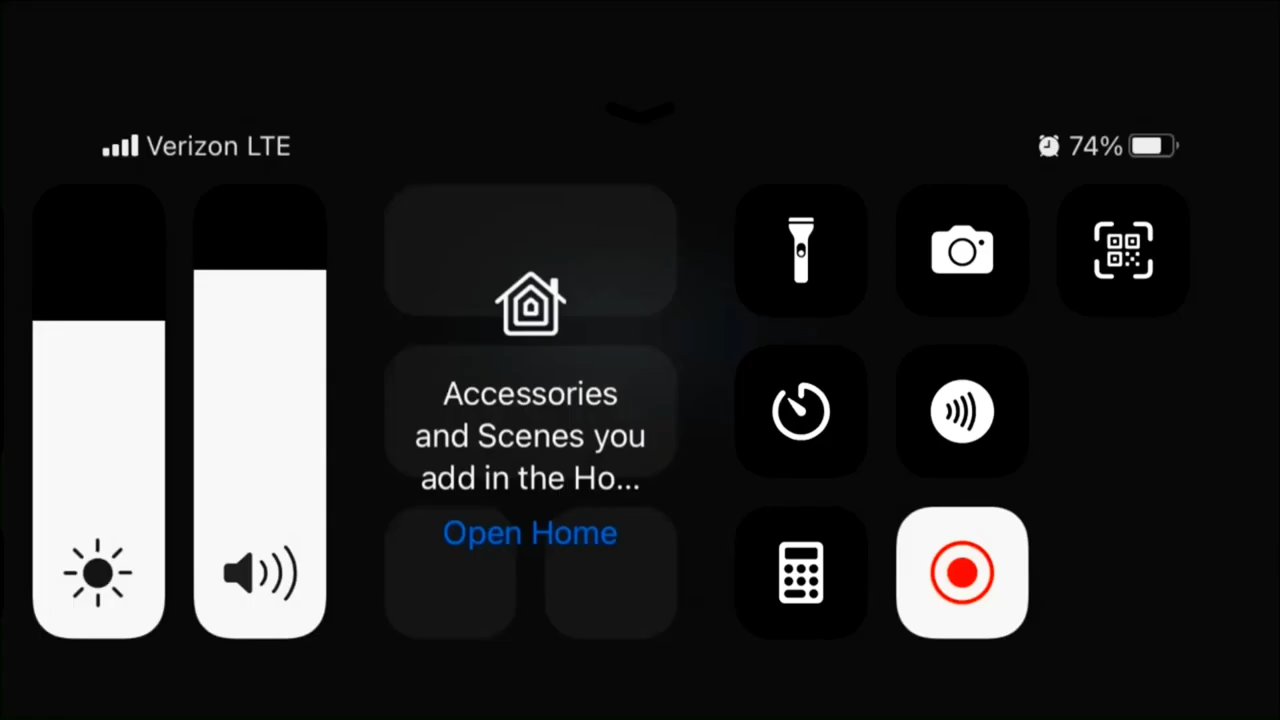 Verizon LTE
74%
Accessories
and Scenes you
add in the Ho...
Open Home